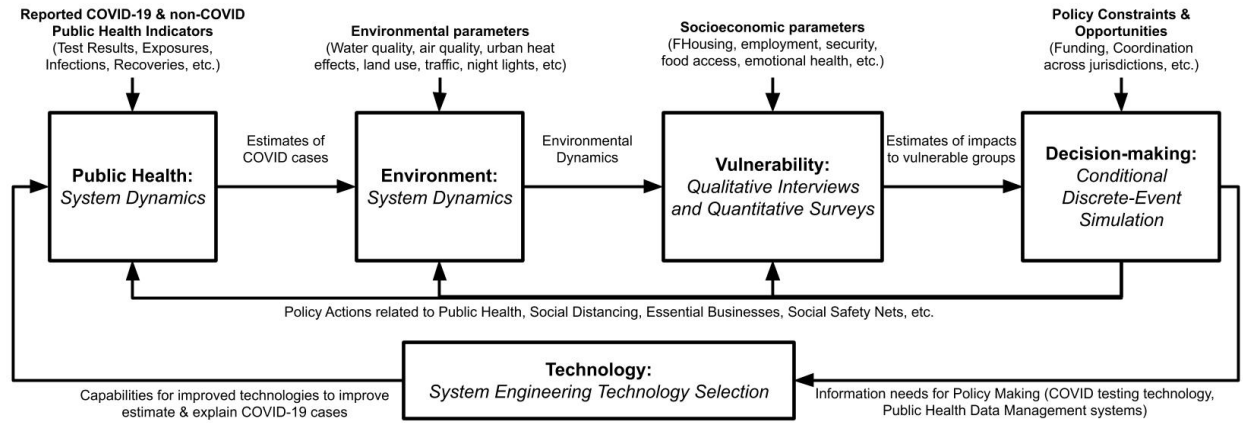 Reported COVID-19 & non-COVID
Public Health Indicators
(Test Results, Exposures,
Infections, Recoveries, etc.)
Environmental parameters
(Water quality, air quality, urban heat
effects, land use, traffic, night lights, etc)
Socioeconomic parameters
(FHousing, employment, security,
food access, emotional health, etc.)
Policy Constraints &
Opportunities
(Funding, Coordination
across jurisdictions, etc.)
Public Health:
System Dynamics
Estimates of
COVID cases
Environment:
System Dynamics
Environmental
Dynamics
Vulnerability:
Qualitative Interviews
and Quantitative Surveys
Estimates of impacts
to vulnerable groups
Decision-making:
Conditional
Discrete-Event
Simulation
Policy Actions related to Public Health, Social Distancing, Essential Businesses, Social Safety Nets, etc.
Technology:
System Engineering Technology Selection
Capabilities for improved technologies to improve
estimate & explain COVID-19 cases
Information needs for Policy Making (COVID testing technology,
Public Health Data Management systems)